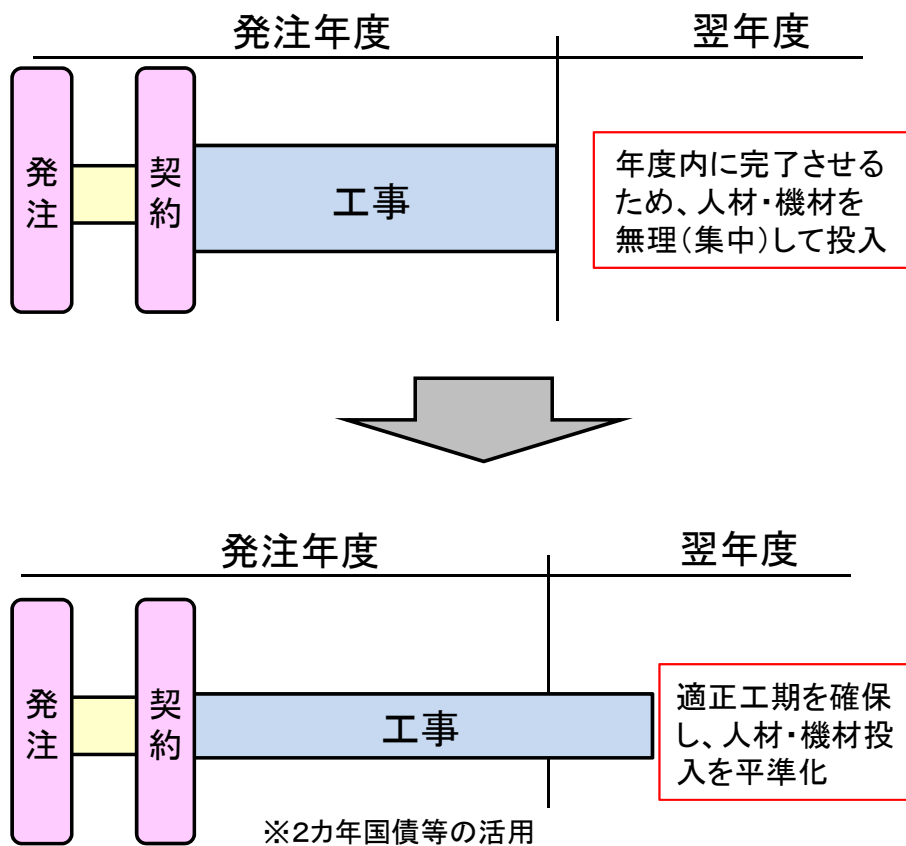 発注年度
翌年度
発注
契約
工事
年度内に完了させる
ため、人材・機材を
無理(集中)して投入
発注年度
翌年度
発注
契約
工事
適正工期を確保
し、人材・機材投
入を平準化
※2カ年国債等の活用